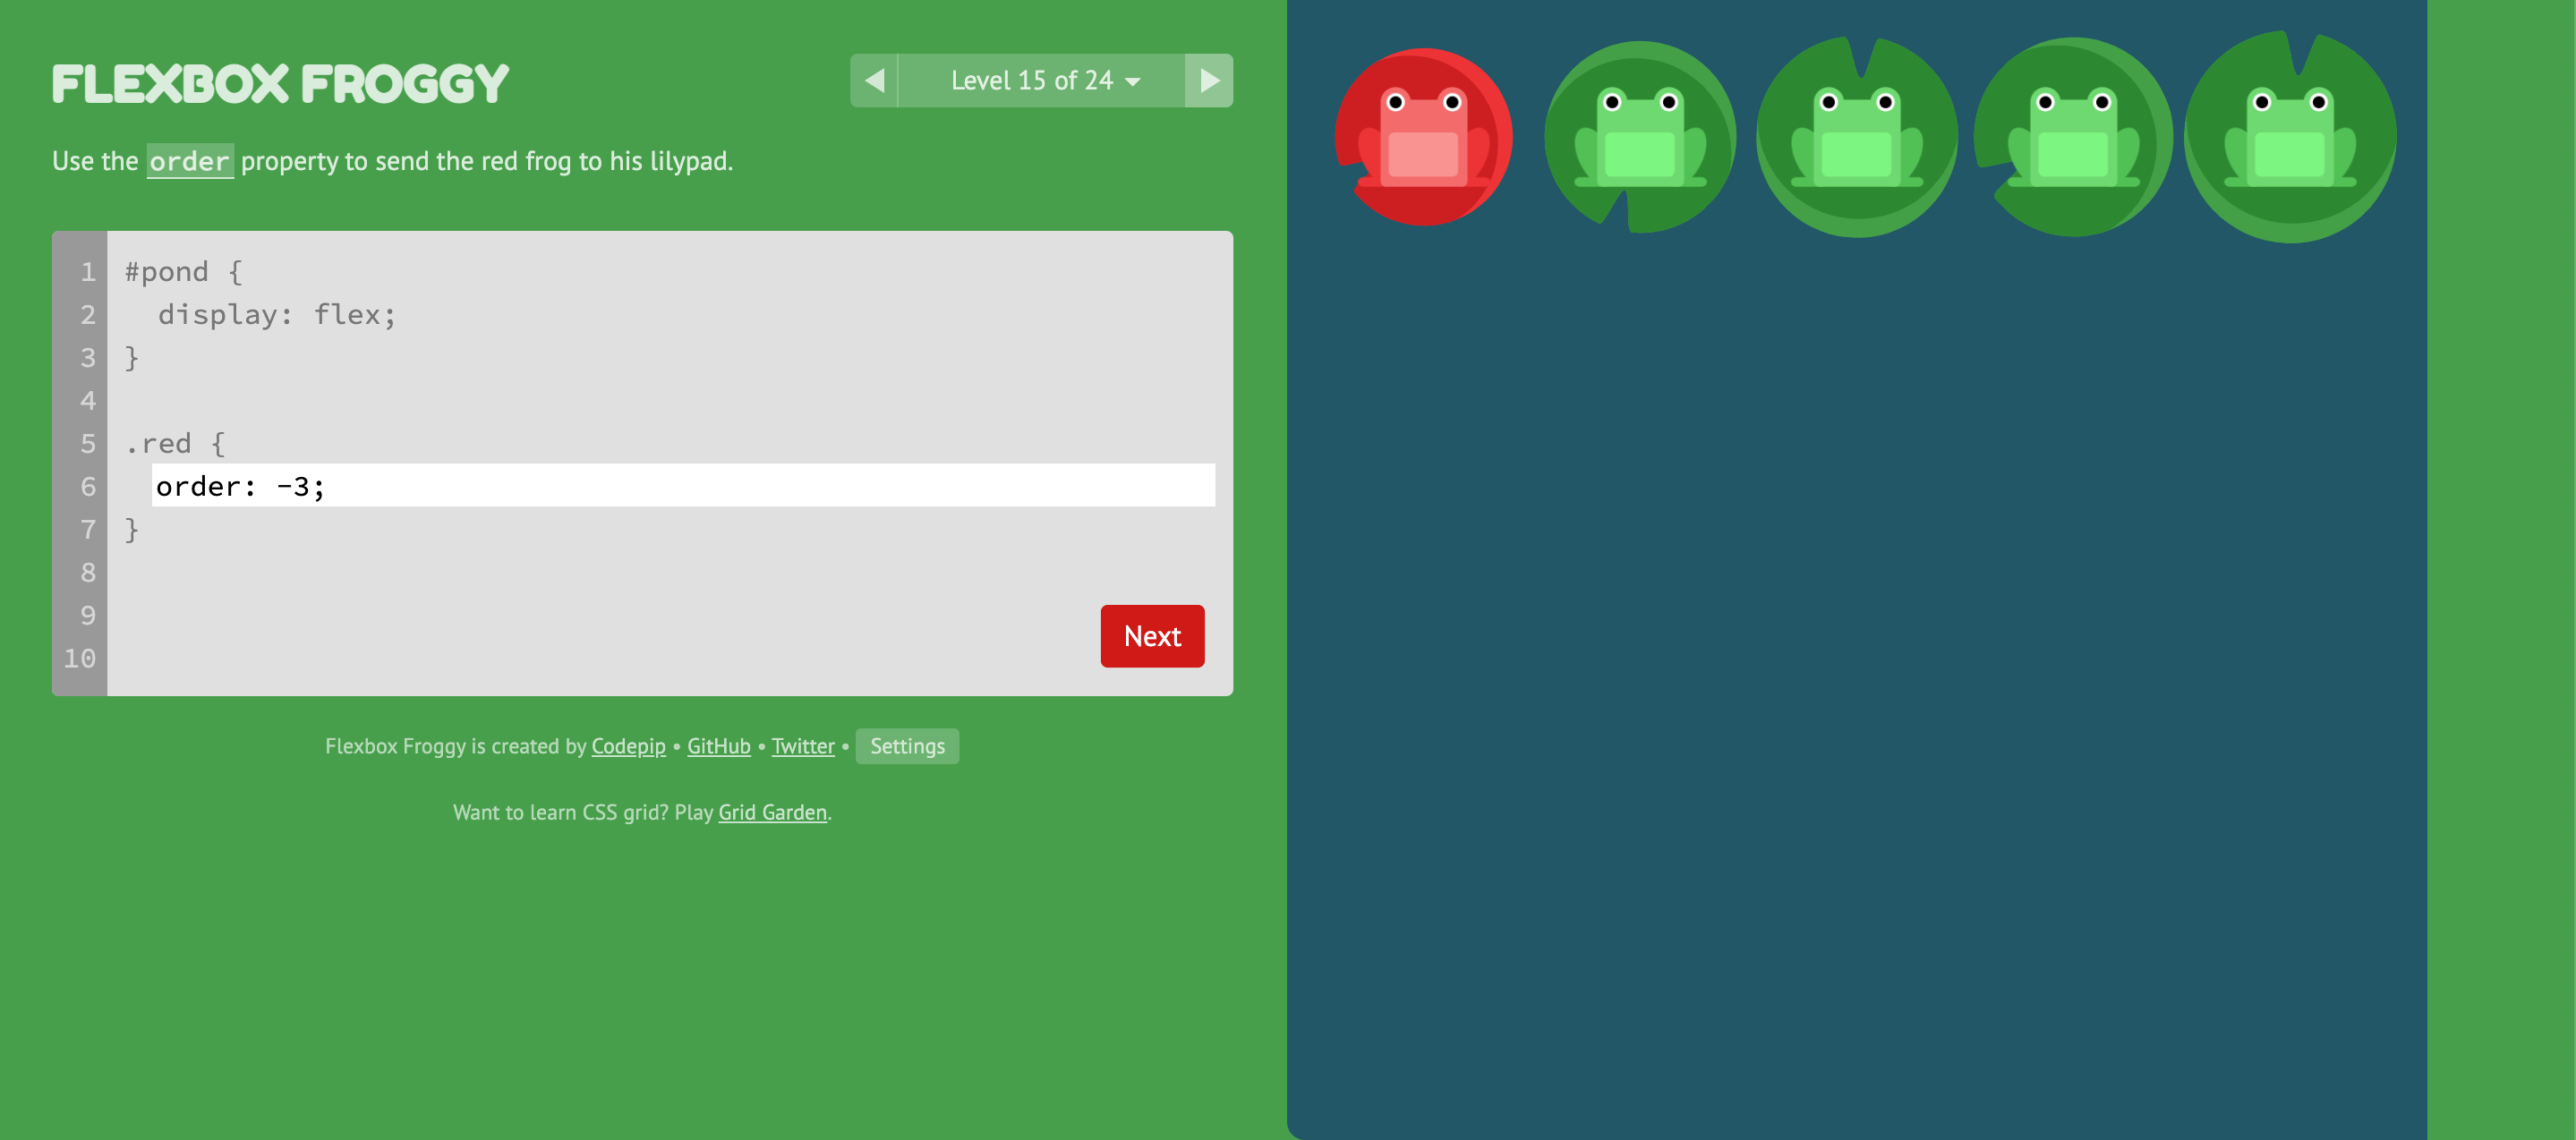 FLEXBOX FROGGY
Level 15 of 24
Use the order property to send the red frog to his lilypad.
1 #pond {
2 display: flex;
3 }
4
5 .red {
6 order: -3;
7 }
8
9
10
Next
Flexbox Froggy is created by Codepip • GitHub • Twitter • Settings
Want to learn CSS grid? Play Grid Garden.